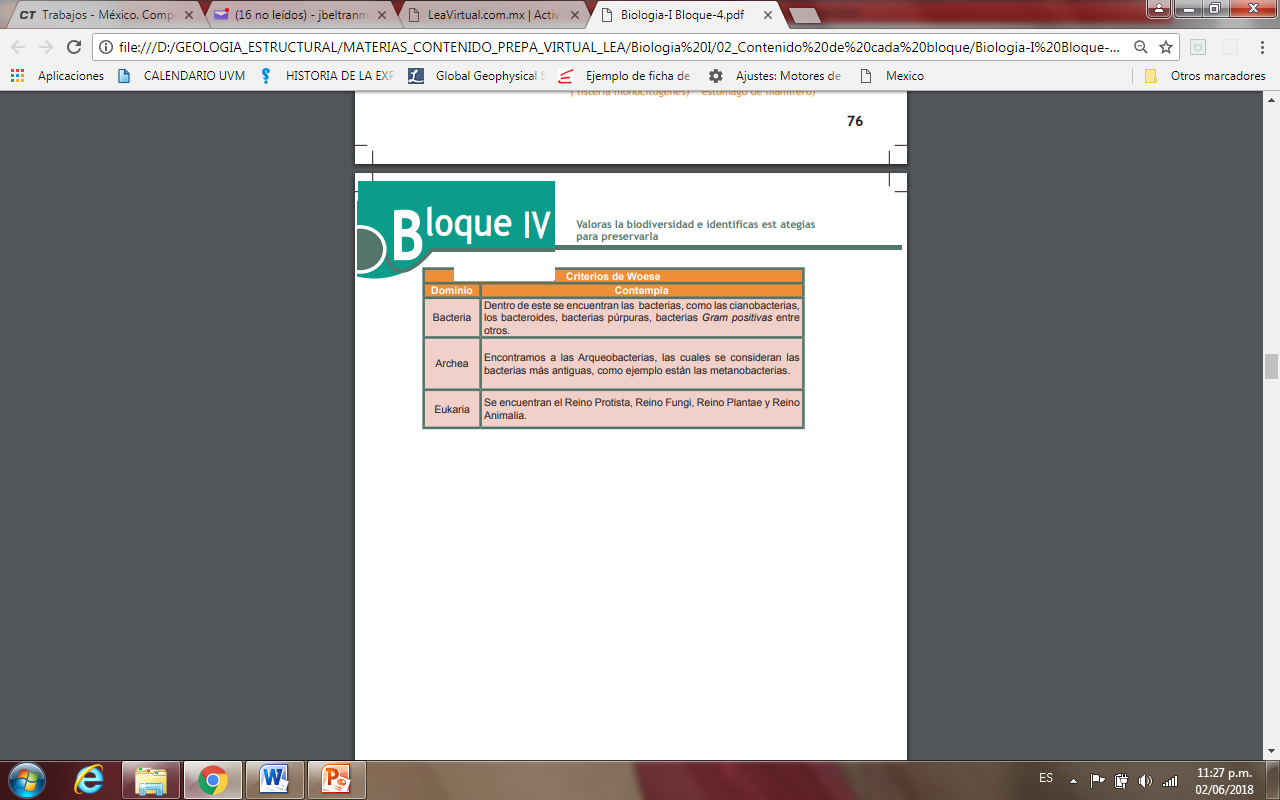 CT Trabajos - México. Comp
(16 no leídos) - jbeltranm
LeaVirtual.com.mx | Activ
Biologia-I Bloque-4.pdf
file:///D:/GEOLOGIA_ESTRUCTURAL/MATERIAS_CONTENIDO_PREPA_VIRTUAL_LEA/Biologia%20I/02_Contenido%20de%20cada%20bloque/Biologia-I%20Bloque-...
Aplicaciones CALENDARIO UVM HISTORIA DE LA EXP Global Geophysical S Ejemplo de ficha de Ajustes: Motores de Mexico Otros marcadores
76
Bloque IV
Valoras la biodiversidad e identificas est ategias
para preservarla
Criterios de Woese
Dominio Contempla
Bacteria
Dentro de este se encuentran las bacterias, como las cianobacterias,
los bacteroides, bacterias púrpuras, bacterias Gram positivas entre
otros.
Archea
Encontramos a las Arqueobacterias, las cuales se consideran las
bacterias más antiguas, como ejemplo están las metanobacterias.
Eukaria
Se encuentran el Reino Protista, Reino Fungi, Reino Plantae y Reino
Animalia.
ES
11:27 p.m.
02/06/2018